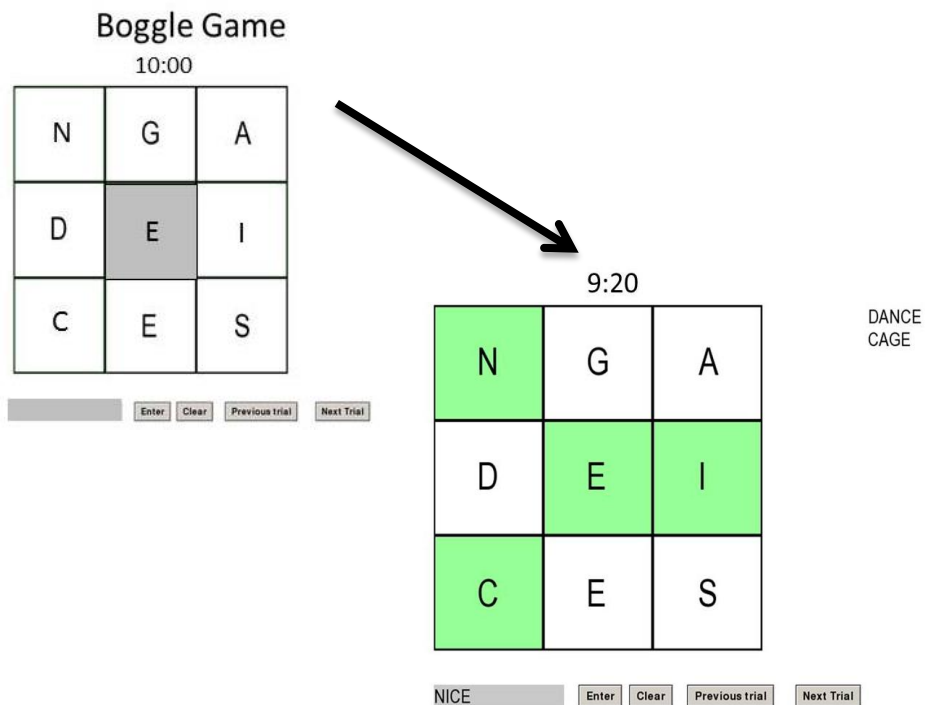 Boggle Game
10:00
N G A
D E I
C E S
Enter Clear Previous trial Next Trial
9:20
N G A
D E I
C E S
DANCE
CAGE
NICE Enter Clear Previous trial Next Trial